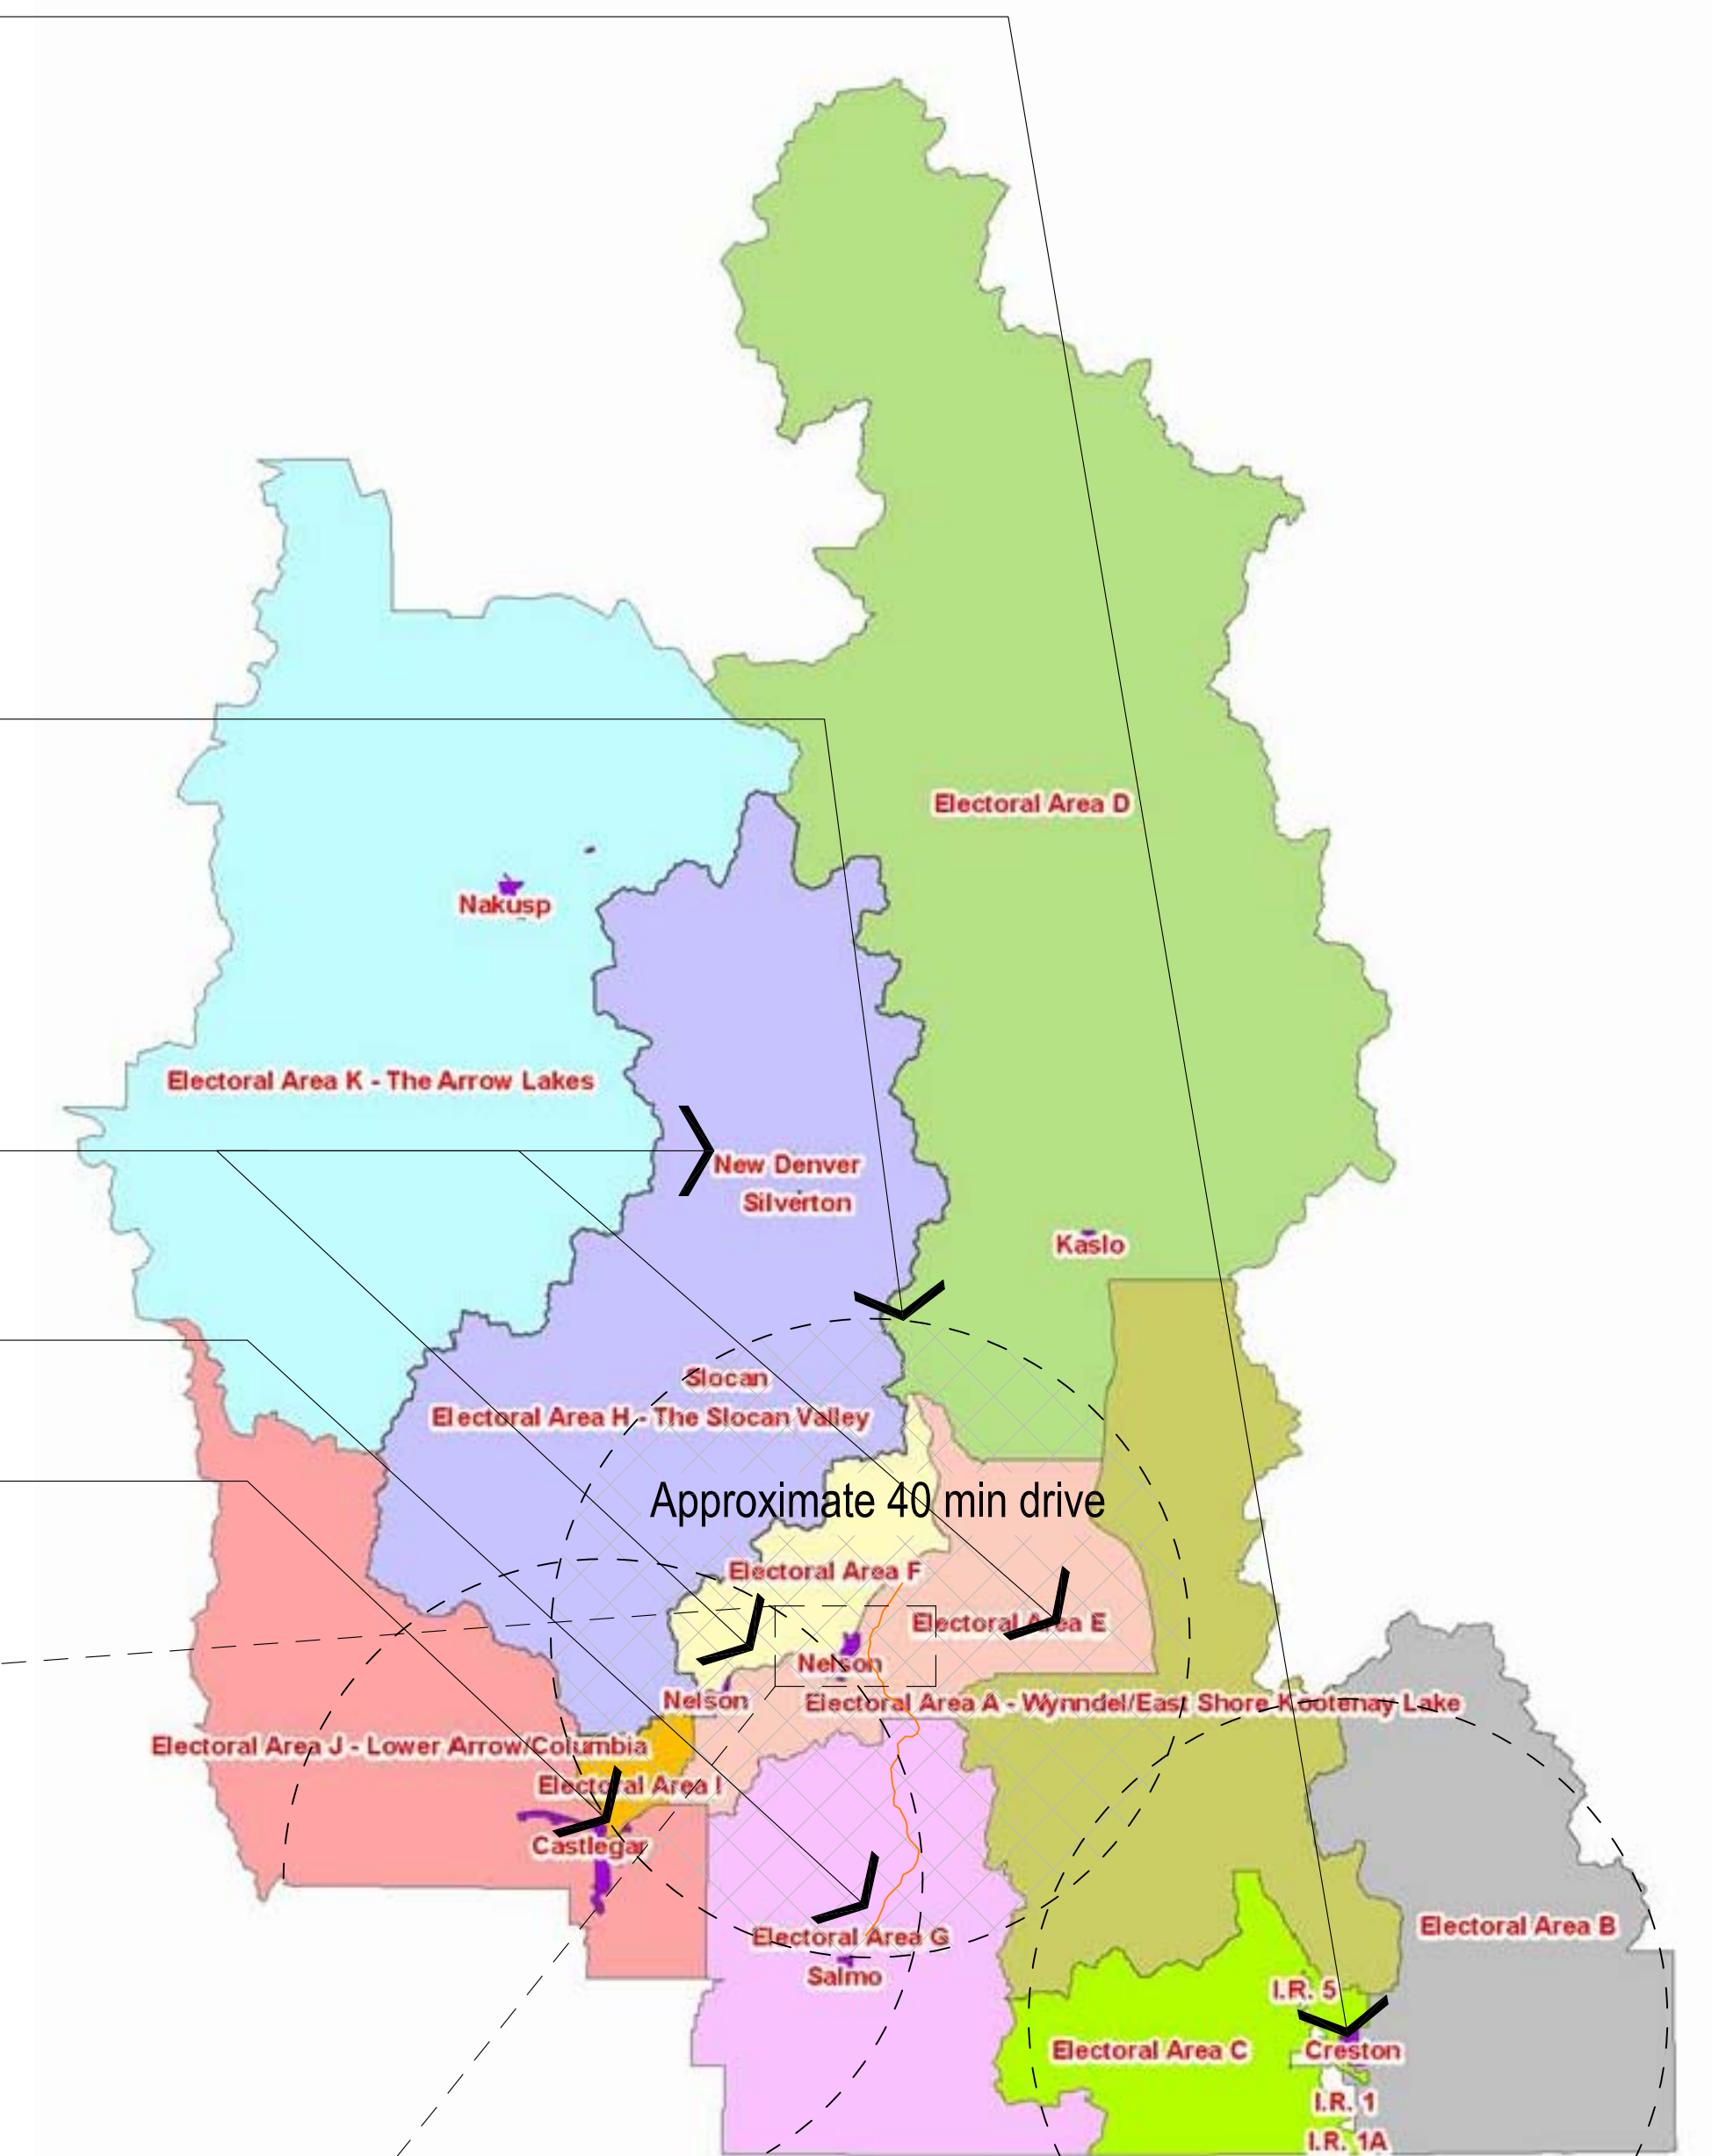 Electoral Area D
Nakusp
Electoral Area K - The Arrow Lakes
New Denver
Silverton
Kaslo
Slocan
Electoral Area H - The Slocan Valley
Approximate 40 min drive
Electoral Area F
Electoral Area E
Nelson
Nelson
Electoral Area A - Wynndel/East Shore Kootenay Lake
Electoral Area J - Lower Arrow/Columbia
Electoral Area I
Castlegar
Electoral Area B
Electoral Area G
Salmo
I.R. 5
Electoral Area C
Creston
I.R. 1
I.R. 1A